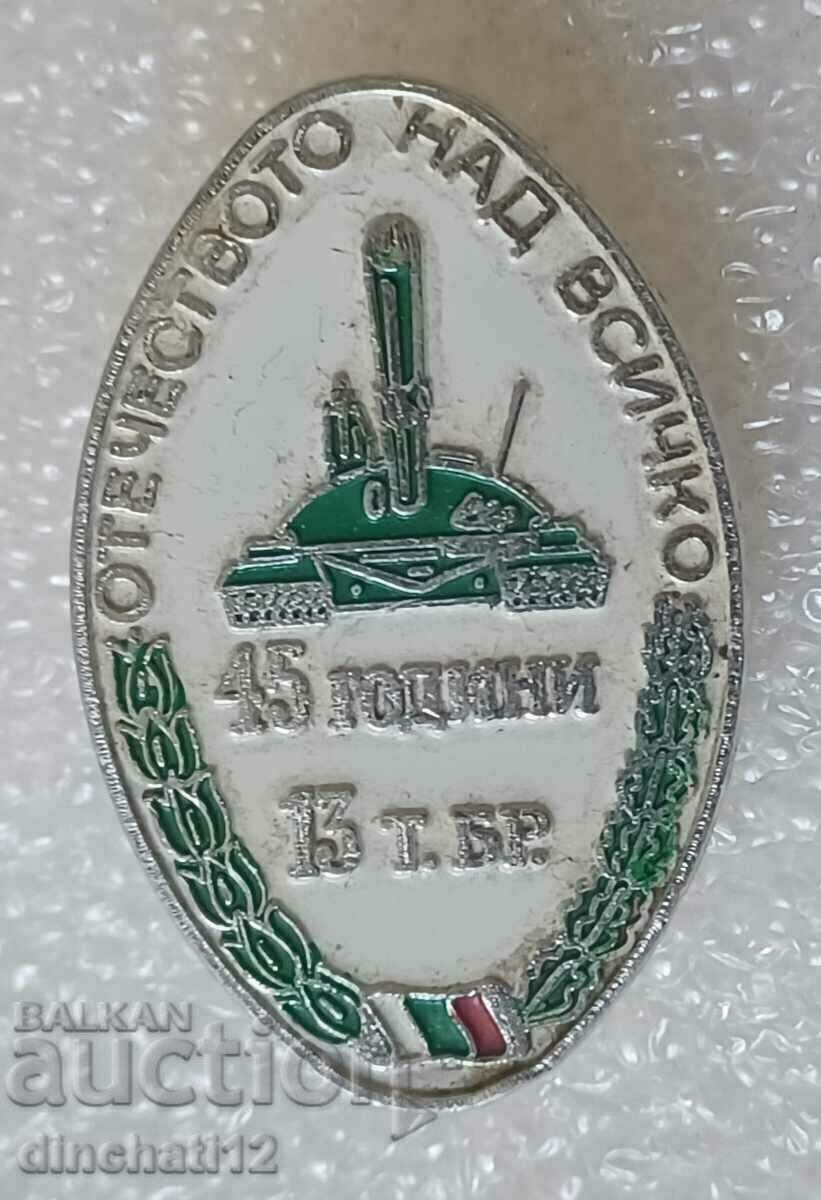 ОТЕЧЕСТВОТО НАД ВСИЧКО
45 ГОДИНИ
13 Т. БР.
BALKAN
auction
dinchati12